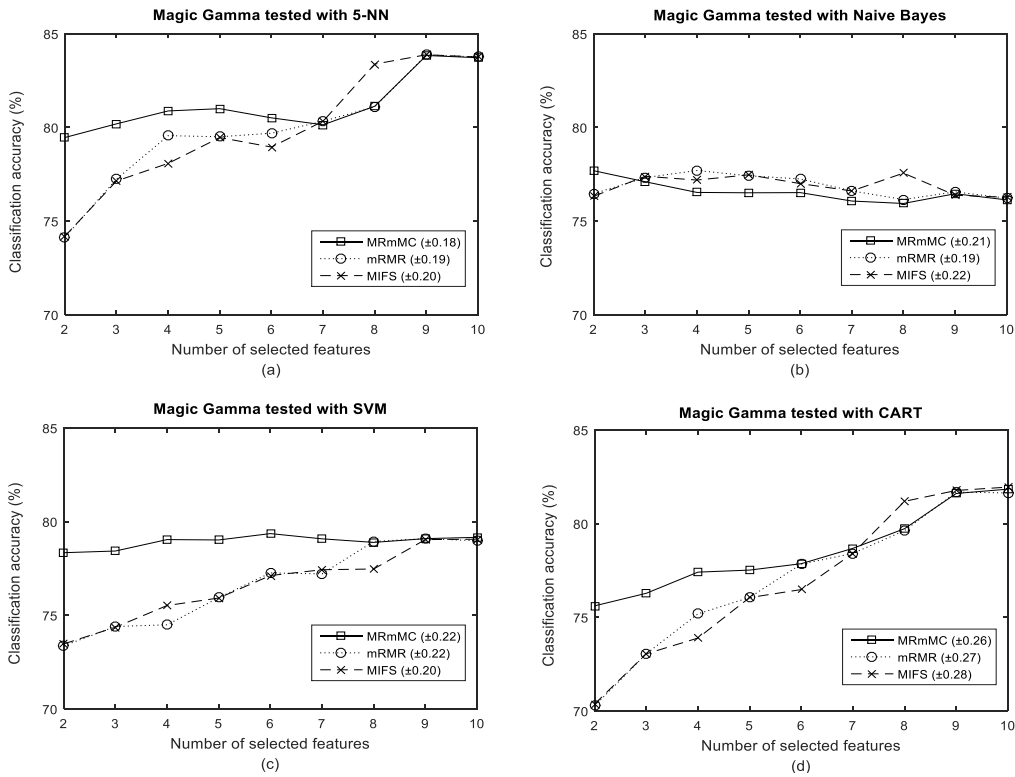 Magic Gamma tested with 5-NN
85
80
75
70
Classification accuracy (%)
MRmMC (±0.18)
mRMR (±0.19)
MIFS (±0.20)
2 3 4 5 6 7 8 9 10
Number of selected features
(a)
Magic Gamma tested with Naive Bayes
85
80
75
70
Classification accuracy (%)
MRmMC (±0.21)
mRMR (±0.19)
MIFS (±0.22)
2 3 4 5 6 7 8 9 10
Number of selected features
(b)
Magic Gamma tested with SVM
85
80
75
70
Classification accuracy (%)
MRmMC (±0.22)
mRMR (±0.22)
MIFS (±0.20)
2 3 4 5 6 7 8 9 10
Number of selected features
(c)
Magic Gamma tested with CART
85
80
75
70
Classification accuracy (%)
MRmMC (±0.26)
mRMR (±0.27)
MIFS (±0.28)
2 3 4 5 6 7 8 9 10
Number of selected features
(d)